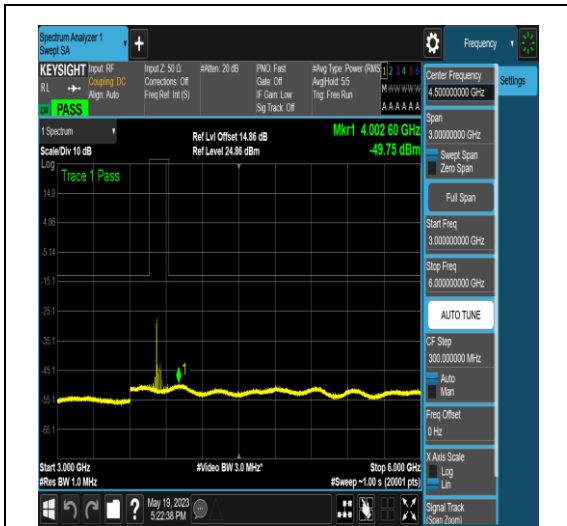 Spectrum Analyzer 1
Swept SA
+
Frequency
KEYSIGHT
RL
Input: RF
Coupling: DC
Align: Auto
Input Z: 50 Ω
Corrections: Off
Freq Ref: Int (S)
#Atten: 20 dB
PNO: Fast
Gate: Off
IF Gain: Low
Sig Track: Off
#Avg Type: Power (RMS
Avg|Hold: 5/5
Trig: Free Run
1 2 3 4 5 6
M W W W W W
A A A A A A
PASS
1 Spectrum
Scale/Div 10 dB
Ref Lvl Offset 14.86 dB
Ref Level 24.86 dBm
Mkr1 4.002 60 GHz
-49.75 dBm
Log
Trace 1 Pass
14.9
4.86
-5.14
-15.1
-25.1
-35.1
-45.1
-55.1
-65.1
1
Start 3.000 GHz
#Res BW 1.0 MHz
#Video BW 3.0 MHz*
Stop 6.000 GHz
#Sweep ~1.00 s (20001 pts)
Center Frequency
4.500000000 GHz
Settings
Span
3.00000000 GHz
Swept Span
Zero Span
Full Span
Start Freq
3.000000000 GHz
Stop Freq
6.000000000 GHz
AUTO TUNE
CF Step
300.000000 MHz
Auto
Man
Freq Offset
0 Hz
X Axis Scale
Log
Lin
Signal Track
(Span Zoom)
?
May 19, 2023
5:22:38 PM